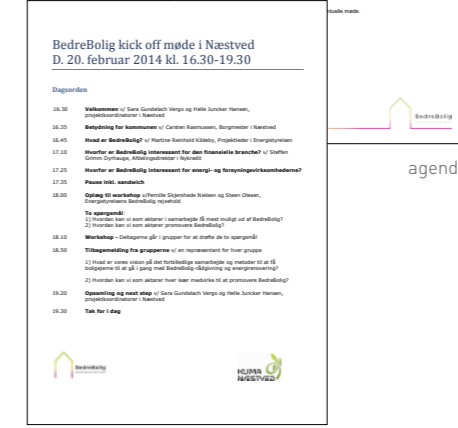 BedreBolig kick off møde i Næstved
D. 20. februar 2014 kl. 16.30-19.30
Dagsorden
16.30 Velkommen v/ Sara Gundelach Vergo og Helle Juncker Hansen,
projektkoordinatorer i Næstved
16.35 Betydning for kommunen v/ Carsten Rasmussen, Borgmester i Næstved
16.45 Hvad er BedreBolig? v/ Martine Reinhold Kildeby, Projektleder i Energistyrelsen
17.10 Hvorfor er BedreBolig interessant for den finansielle branche? v/ Steffen
Grimm Dyrhauge, Afdelingsdirektør i Nykredit
17.25 Hvorfor er BedreBolig interessant for energi- og forsyningsvirksomhederne?
17.35 Pause inkl. sandwich
18.00 Oplæg til workshop v/Pernille Skjershede Nielsen og Steen Olesen,
Energistyrelsens BedreBolig rejsehold
To spørgsmål:
1) Hvordan kan vi som aktører i samarbejde få mest muligt ud af BedreBolig?
2) Hvordan kan vi som aktører promovere BedreBolig?
18.10 Workshop - Deltagerne går i grupper for at drøfte de to spørgsmål
18.50 Tilbagemelding fra grupperne v/ en repræsentant for hver gruppe
1) Hvad er vores vision på det forbilledlige samarbejde og metoder til at få
boligejerne til at gå i gang med BedreBolig-rådgivning og energirenovering?
2) Hvordan kan vi som aktører hver især medvirke til at promovere BedreBolig?
19.20 Opsamling og next step v/ Sara Gundelach Vergo og Helle Juncker Hansen,
projektkoordinatorer i Næstved
19.30 Tak for i dag
BedreBolig
KLIMA
NÆSTVED
møde.
BedreBolig
agend